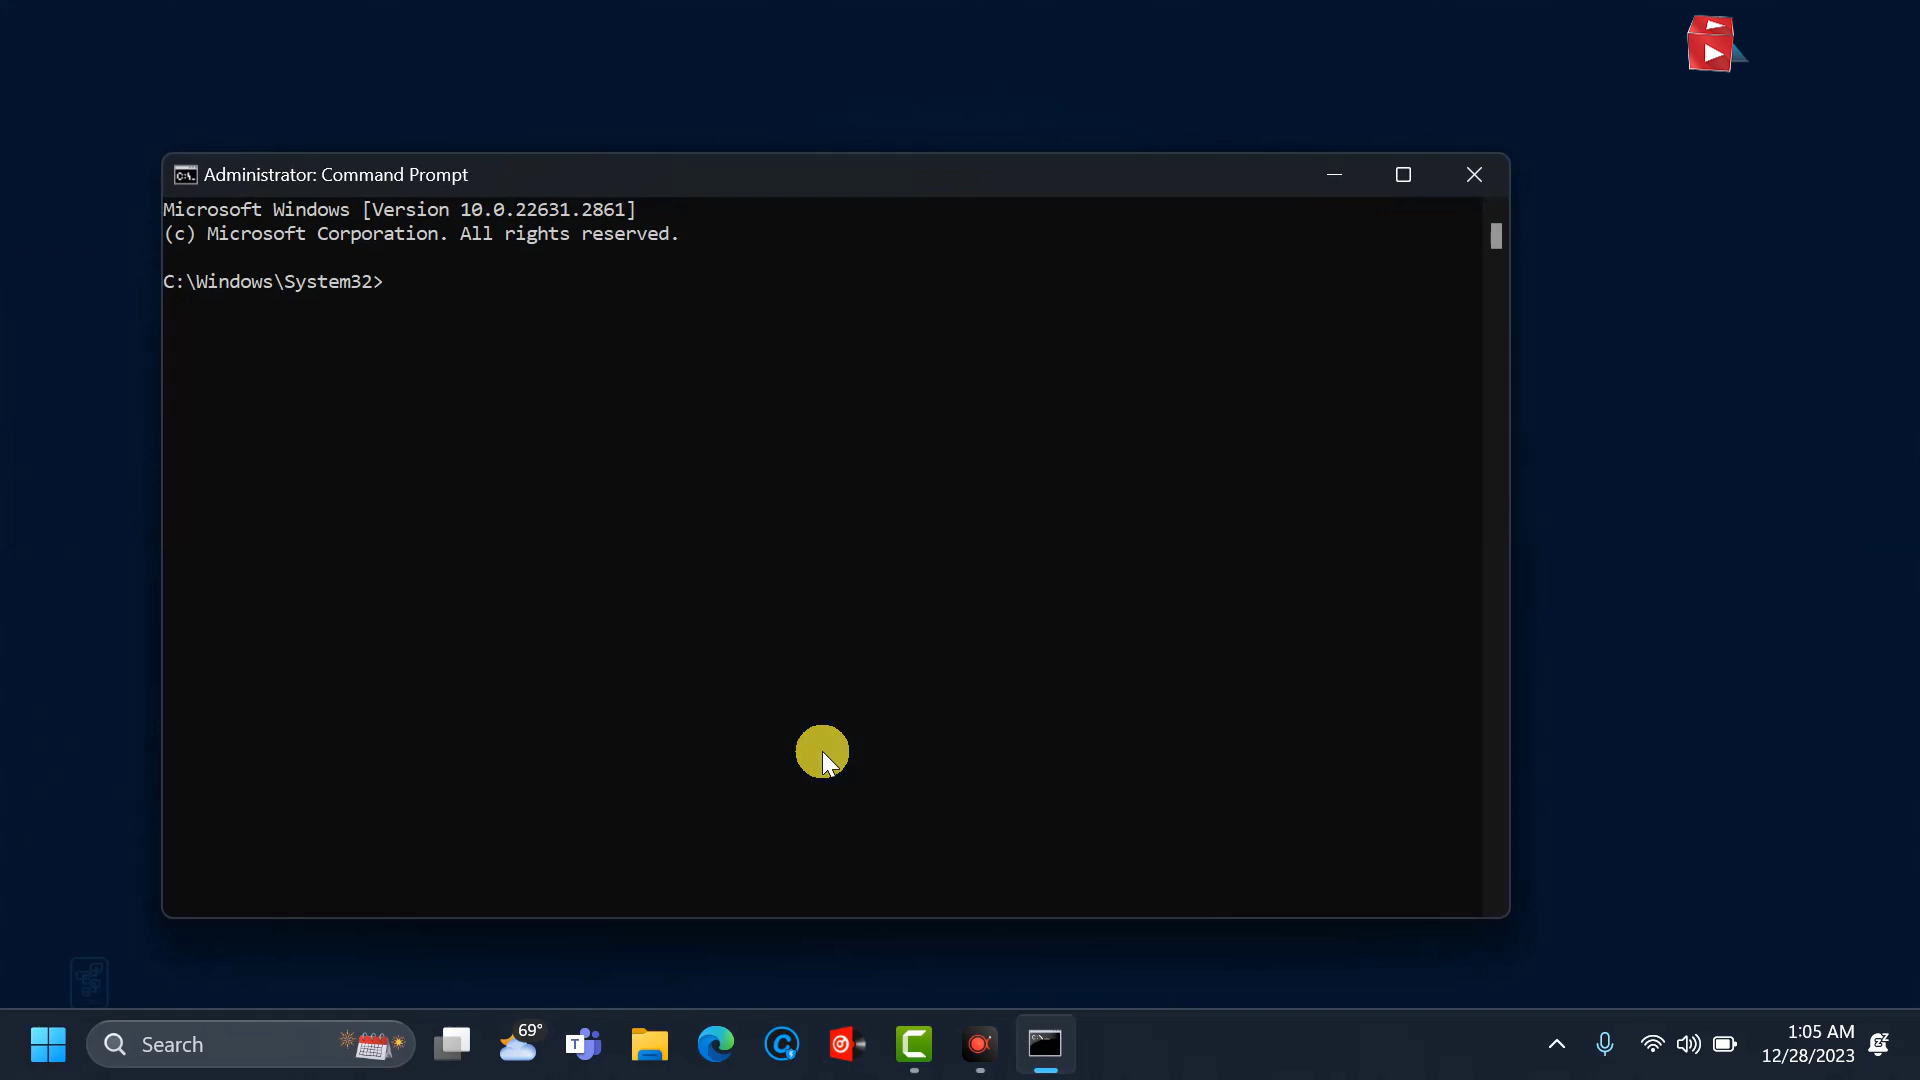 Administrator: Command Prompt
Microsoft Windows [Version 10.0.22631.2861]
(c) Microsoft Corporation. All rights reserved.
C:\Windows\System32>
Search
69°
1:05 AM
12/28/2023